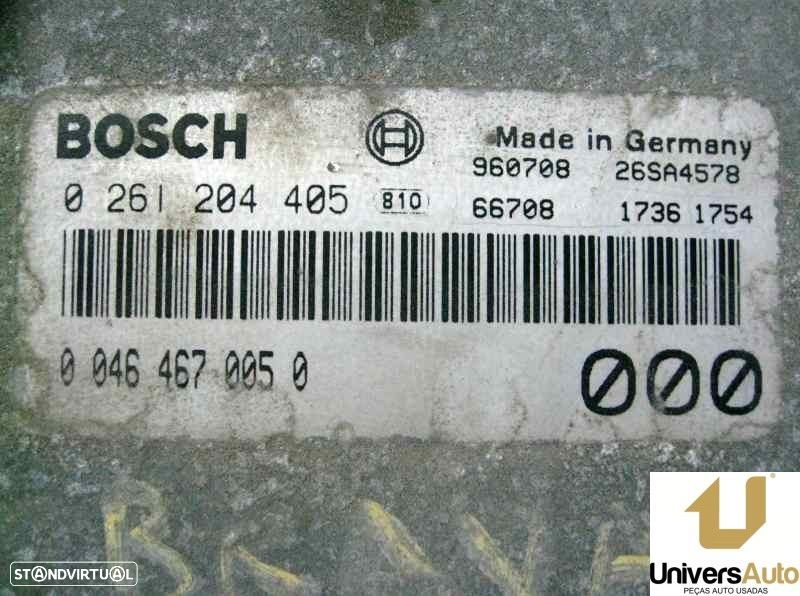 BOSCH
Made in Germany
960708 26SA4578
0 261 204 405 810 66708 1736 1754
0 046 467 005 0
000
BRAVA
STANDVIRTUAL
UniversAuto
PEÇAS AUTO USADAS